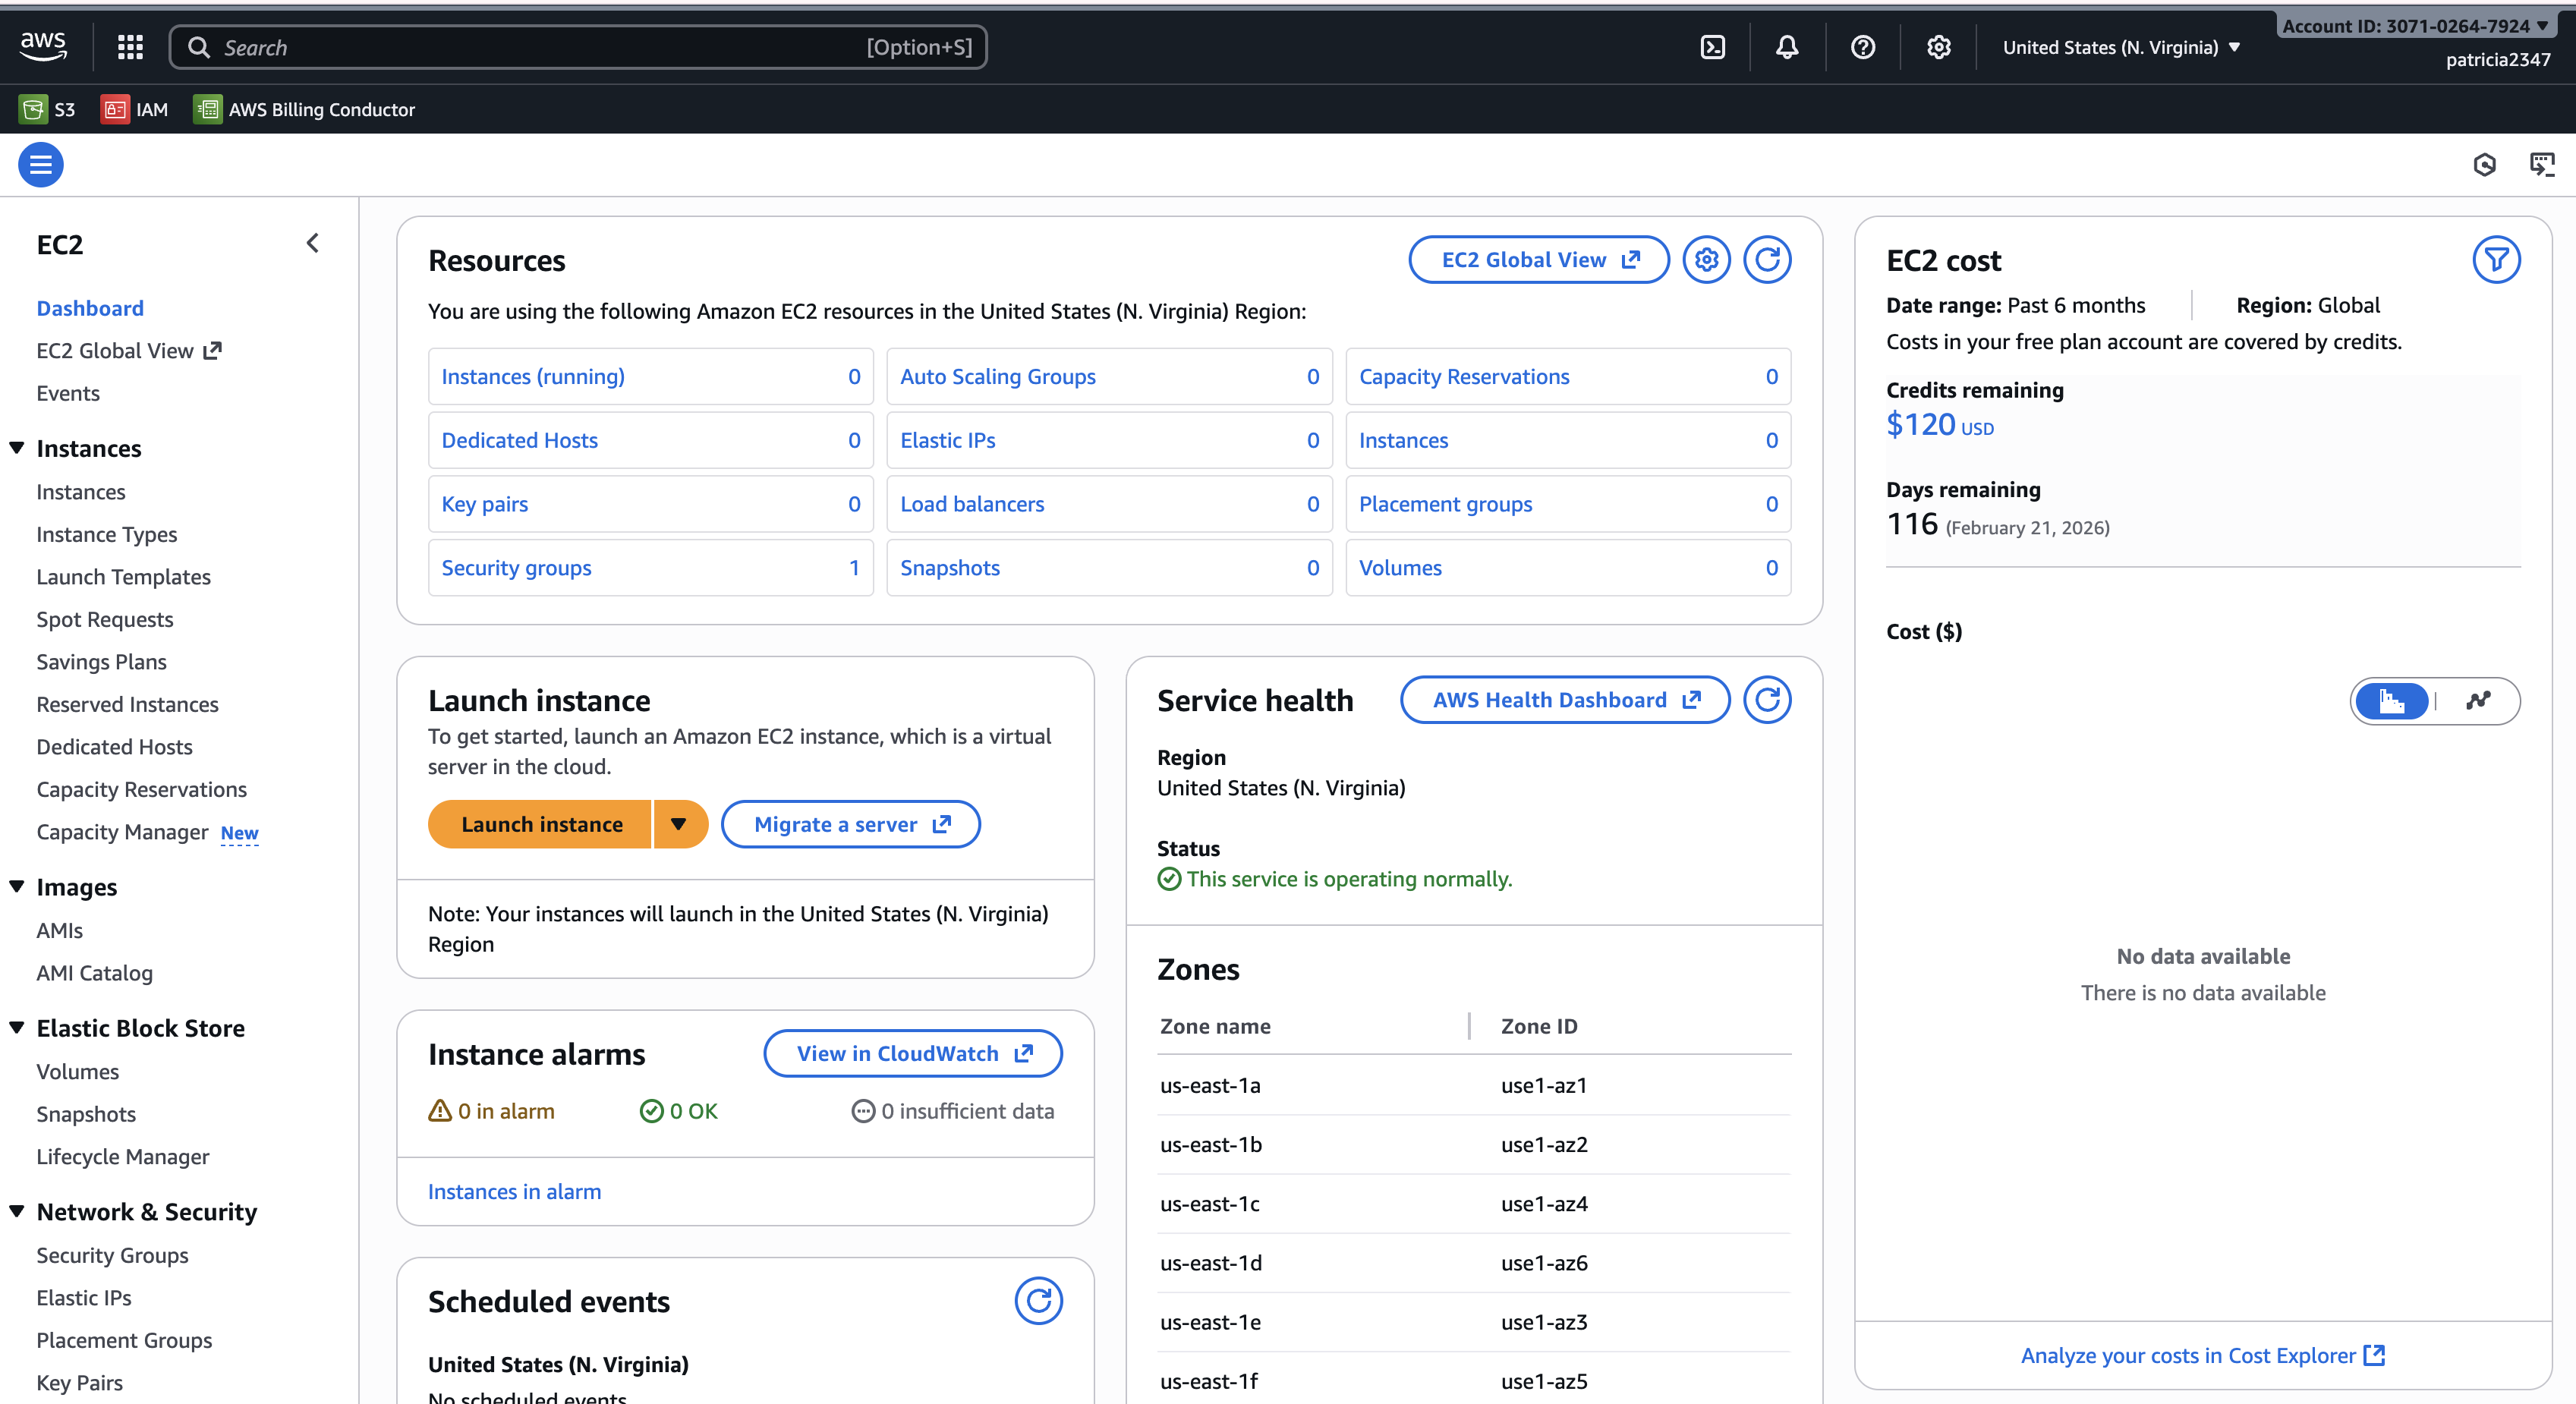 aws
Search [Option+S]
United States (N. Virginia)
Account ID: 3071-0264-7924
patricia2347
S3
IAM
AWS Billing Conductor
EC2
Dashboard
EC2 Global View
Events
Instances
Instances
Instance Types
Launch Templates
Spot Requests
Savings Plans
Reserved Instances
Dedicated Hosts
Capacity Reservations
Capacity Manager New
Images
AMIs
AMI Catalog
Elastic Block Store
Volumes
Snapshots
Lifecycle Manager
Network & Security
Security Groups
Elastic IPs
Placement Groups
Key Pairs
Resources
EC2 Global View
You are using the following Amazon EC2 resources in the United States (N. Virginia) Region:
Instances (running) 0
Auto Scaling Groups 0
Capacity Reservations 0
Dedicated Hosts 0
Elastic IPs 0
Instances 0
Key pairs 0
Load balancers 0
Placement groups 0
Security groups 1
Snapshots 0
Volumes 0
Launch instance
To get started, launch an Amazon EC2 instance, which is a virtual
server in the cloud.
Launch instance
Migrate a server
Note: Your instances will launch in the United States (N. Virginia)
Region
Instance alarms
View in CloudWatch
0 in alarm
0 OK
0 insufficient data
Instances in alarm
Scheduled events
United States (N. Virginia)
No scheduled events
Service health
AWS Health Dashboard
Region
United States (N. Virginia)
Status
This service is operating normally.
Zones
Zone name Zone ID
us-east-1a use1-az1
us-east-1b use1-az2
us-east-1c use1-az4
us-east-1d use1-az6
us-east-1e use1-az3
us-east-1f use1-az5
EC2 cost
Date range: Past 6 months
Region: Global
Costs in your free plan account are covered by credits.
Credits remaining
$120 USD
Days remaining
116 (February 21, 2026)
Cost ($)
No data available
There is no data available
Analyze your costs in Cost Explorer